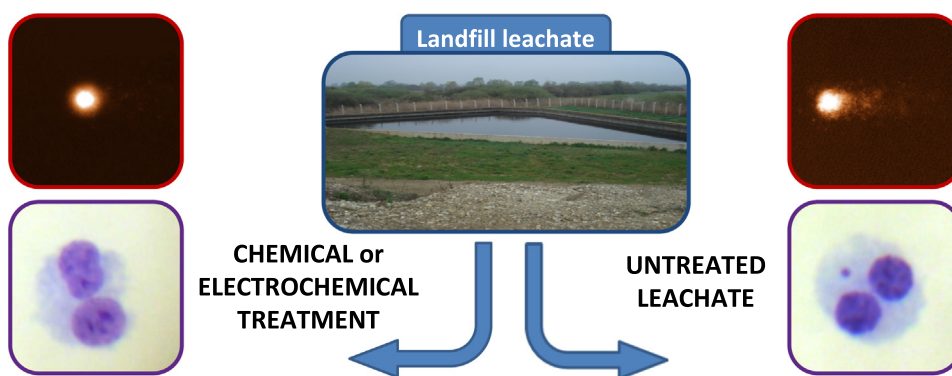 Landfill leachate
CHEMICAL or
ELECTROCHEMICAL
TREATMENT
UNTREATED
LEACHATE